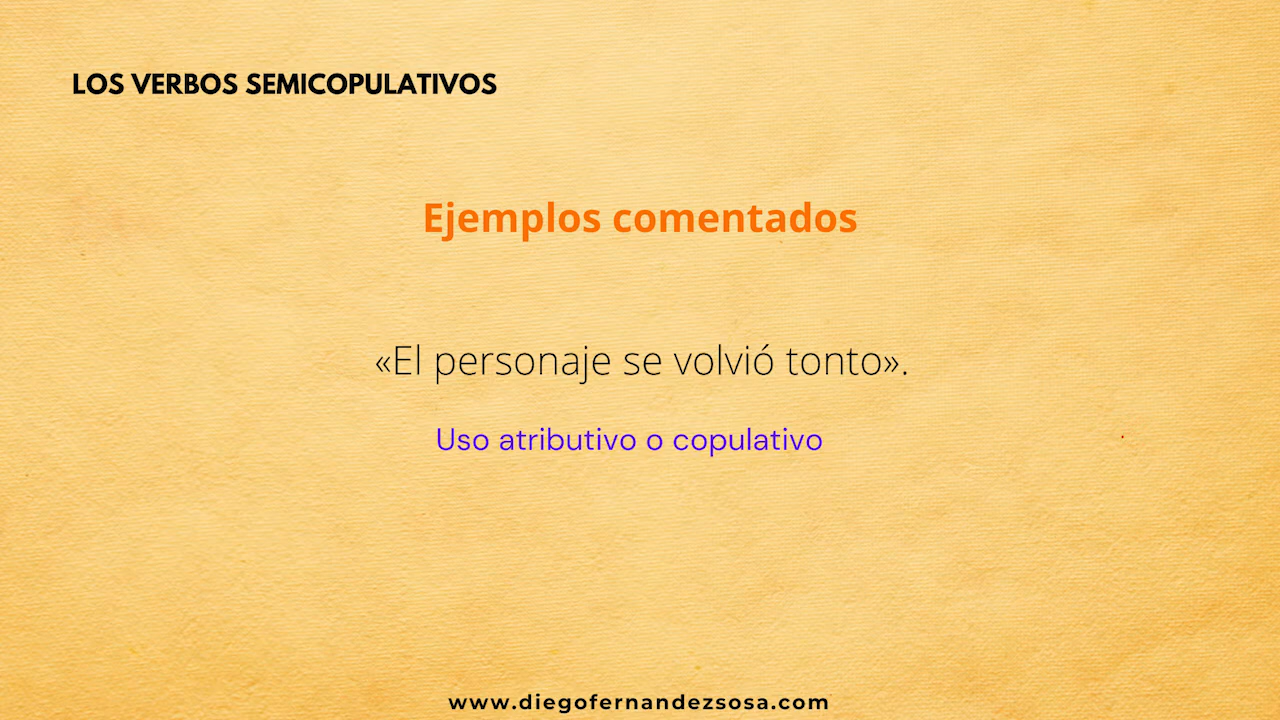 LOS VERBOS SEMICOPULATIVOS
Ejemplos comentados
«El personaje se volvió tonto».
Uso atributivo o copulativo
www.diegofernandezsosa.com